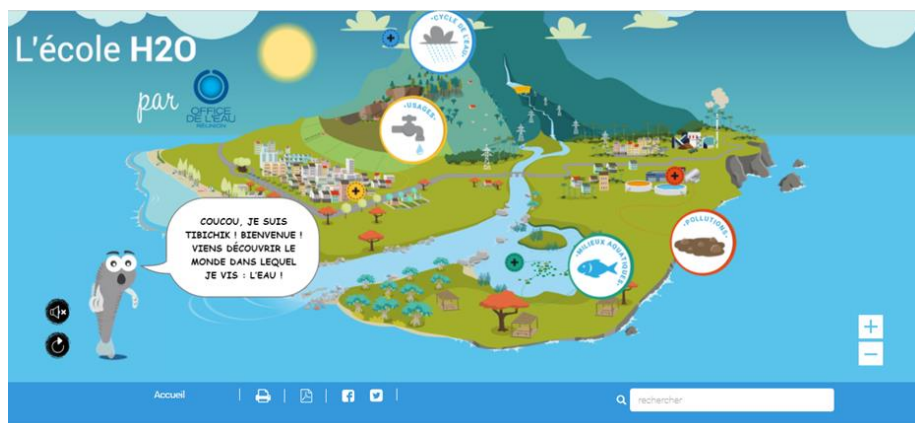 L'école H2O
par
OFFICE
DE L'EAU
RÉUNION
·CYCLE DE L'EAU·
·USAGES·
COUCOU, JE SUIS
TIBICHIK ! BIENVENUE !
VIENS DÉCOUVRIR LE
MONDE DANS LEQUEL
JE VIS : L'EAU !
·POLLUTIONS·
·MILIEUX AQUATIQUES·
Accueil
rechercher